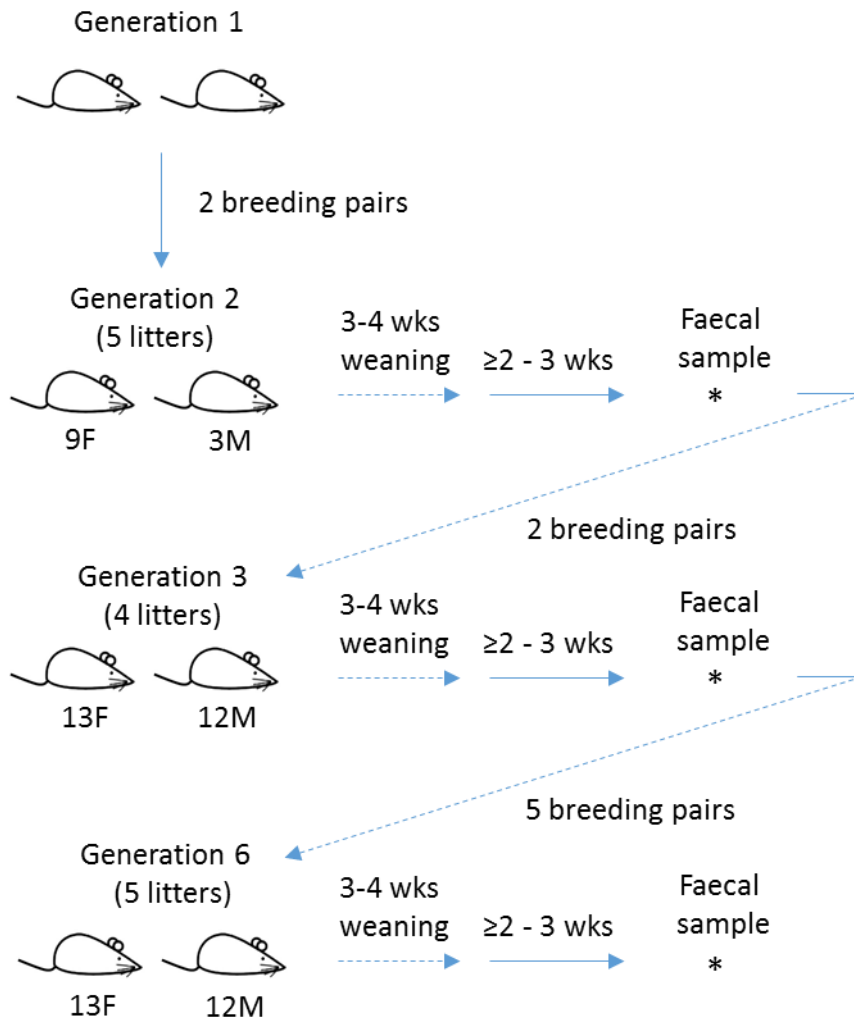 Generation 1
2 breeding pairs
Generation 2
(5 litters)
3-4 wks
weaning
≥2 - 3 wks
Faecal
sample
*
9F 3M
2 breeding pairs
Generation 3
(4 litters)
3-4 wks
weaning
≥2 - 3 wks
Faecal
sample
*
13F 12M
5 breeding pairs
Generation 6
(5 litters)
3-4 wks
weaning
≥2 - 3 wks
Faecal
sample
*
13F 12M